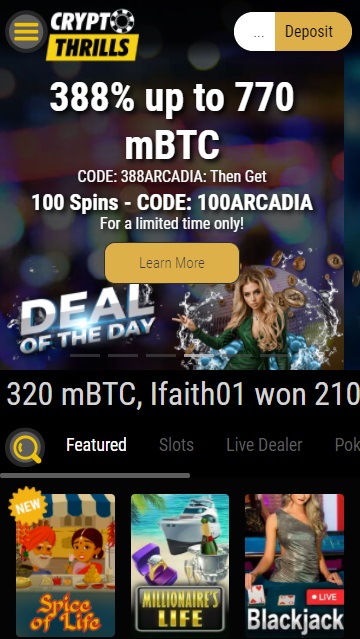 CRYPTO
THRILLS
...
Deposit
388% up to 770
mBTC
CODE: 388ARCADIA: Then Get
100 Spins - CODE: 100ARCADIA
For a limited time only!
Learn More
DEAL
OF THE DAY
320 mBTC, Ifaith01 won 210
Featured
Slots
Live Dealer
Pok
NEW
Spice
of Life
MILLIONAIRE'S
LIFE
LIVE
Blackjack